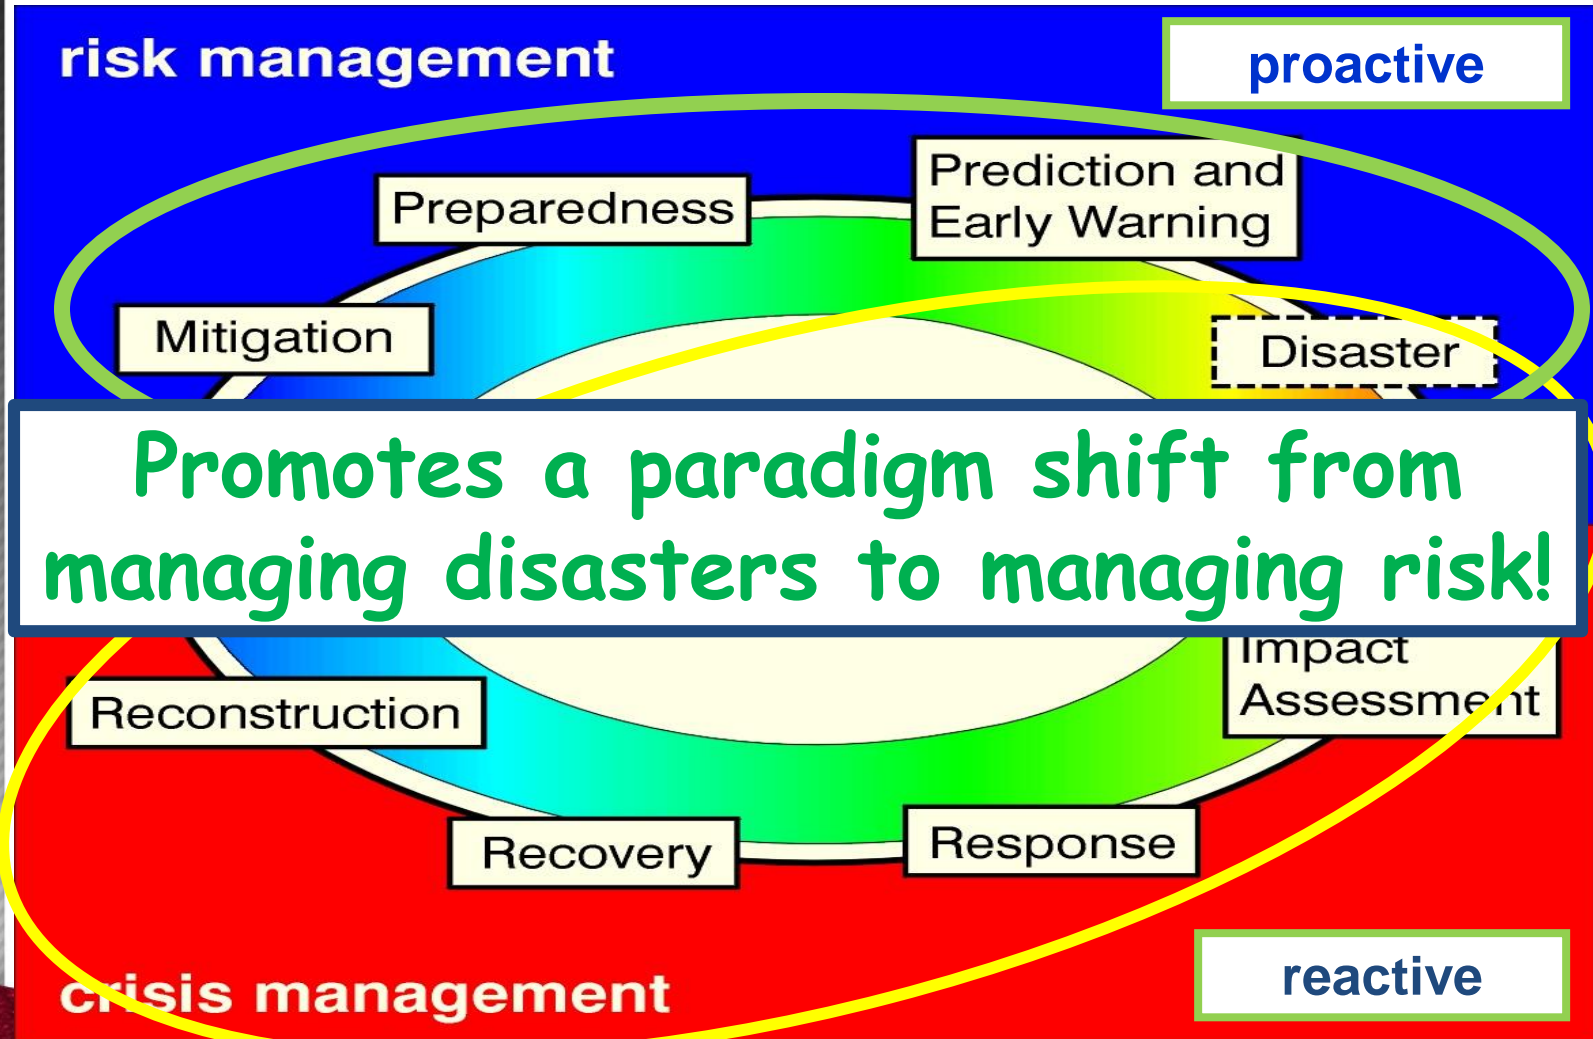 risk management
proactive
Preparedness
Prediction and
Early Warning
Mitigation
Disaster
Promotes a paradigm shift from
managing disasters to managing risk!
Impact
Assessment
Reconstruction
Recovery
Response
crisis management
reactive